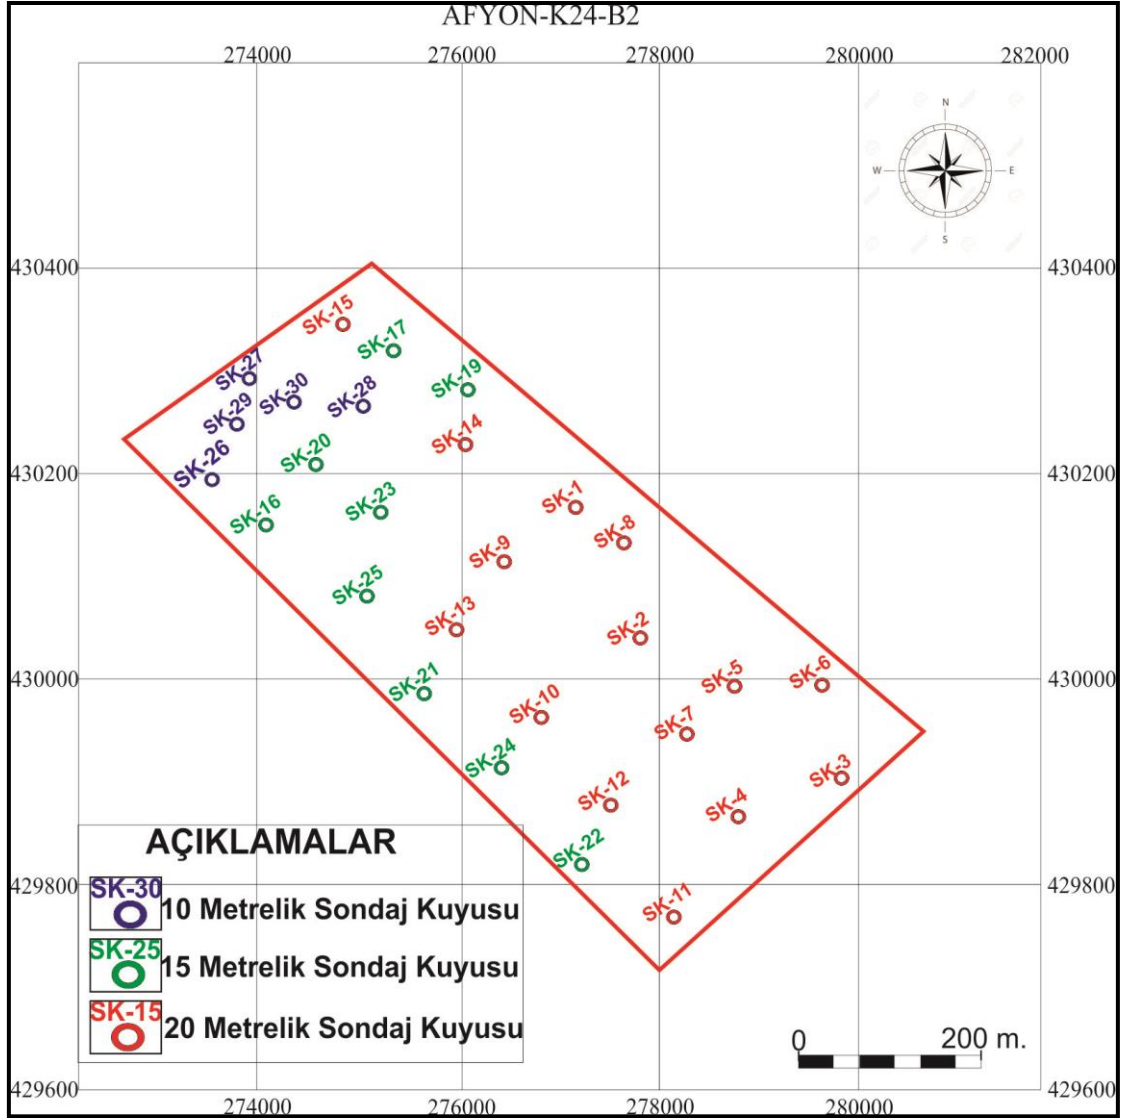 AFYON-K24-B2
274000 276000 278000 280000 282000
N
W E
S
430400 430400
SK-15
SK-17
SK-27
SK-19
SK-30
SK-28
SK-29
SK-14
SK-20
SK-26
430200 430200
SK-1
SK-23
SK-16
SK-8
SK-9
SK-25
SK-13
SK-2
430000 430000
SK-5
SK-6
SK-21
SK-10
SK-7
SK-24
SK-3
SK-12
SK-4
SK-22
SK-11
429800 429800
AÇIKLAMALAR
SK-30
10 Metrelik Sondaj Kuyusu
SK-25
15 Metrelik Sondaj Kuyusu
SK-15
20 Metrelik Sondaj Kuyusu
0 200 m.
429600 429600
274000 276000 278000 280000